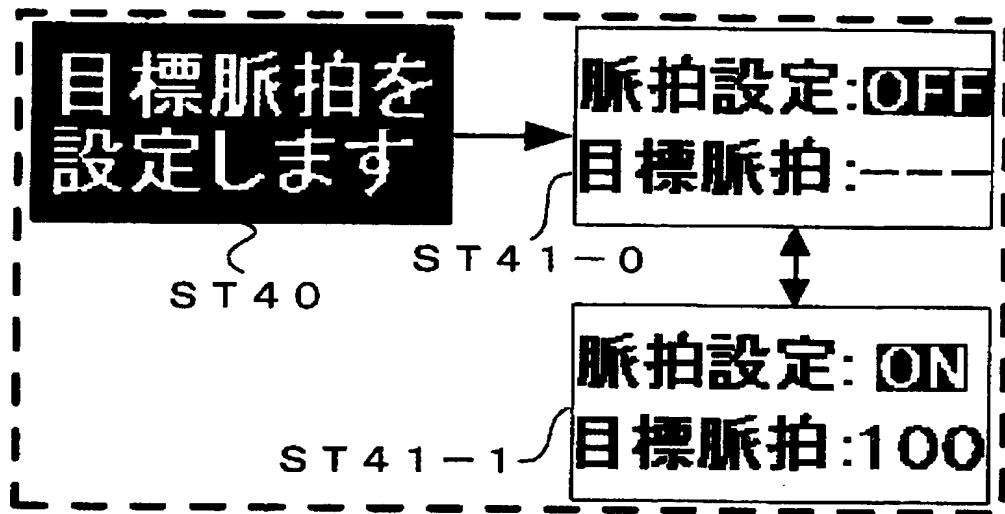 目標脈拍を
設定します
ST40
脈拍設定:OFF
目標脈拍:---
ST41-0
脈拍設定:ON
目標脈拍:100
ST41-1